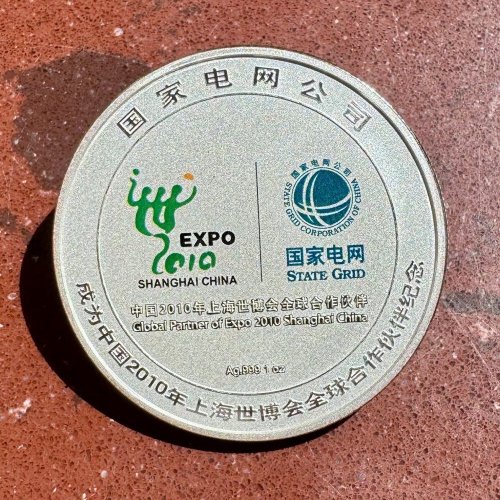 国家电网公司
EXPO
2010
SHANGHAI CHINA
国家电网公司
STATE GRID CORPORATION OF CHINA
国家电网
STATE GRID
中国2010年上海世博会全球合作伙伴
Global Partner of Expo 2010 Shanghai China
Ag.999 1 oz
成为中国2010年上海世博会全球合作伙伴纪念